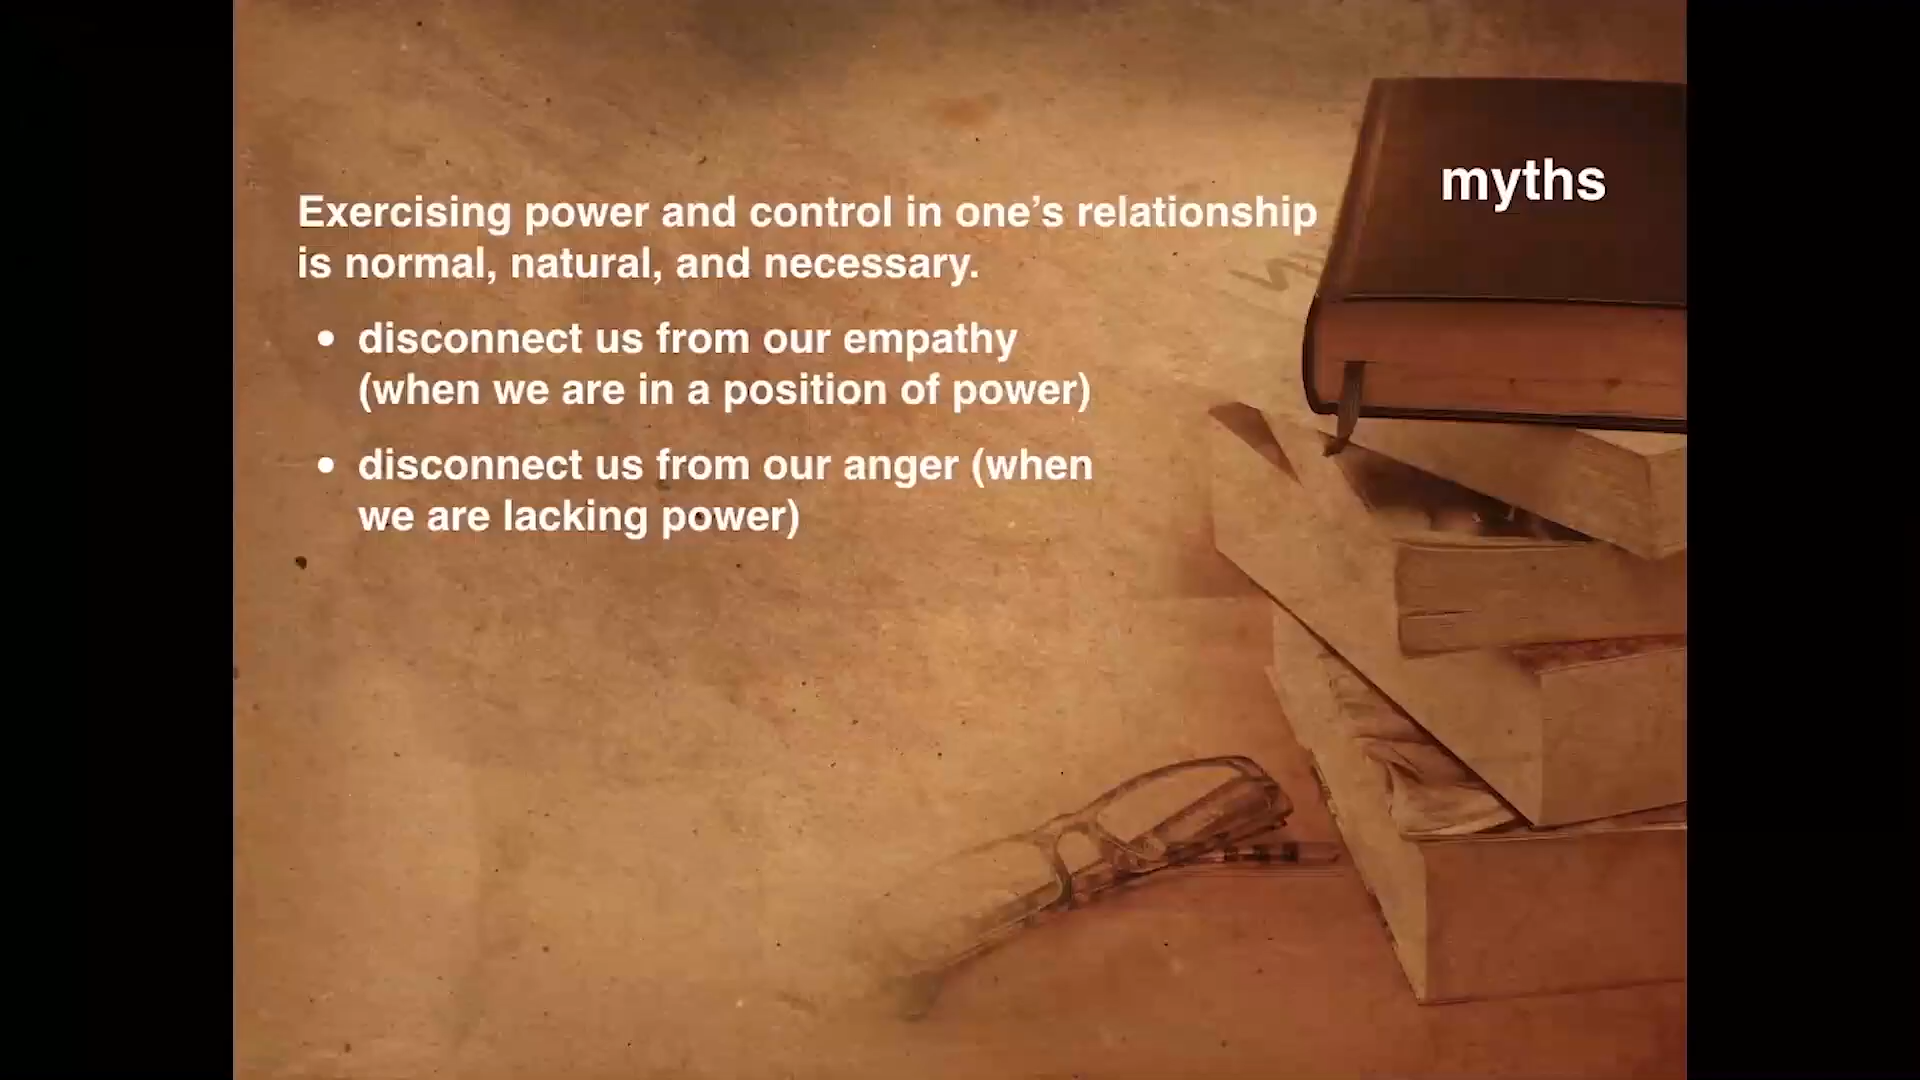 myths
Exercising power and control in one’s relationship
is normal, natural, and necessary.
• disconnect us from our empathy
(when we are in a position of power)
• disconnect us from our anger (when
we are lacking power)